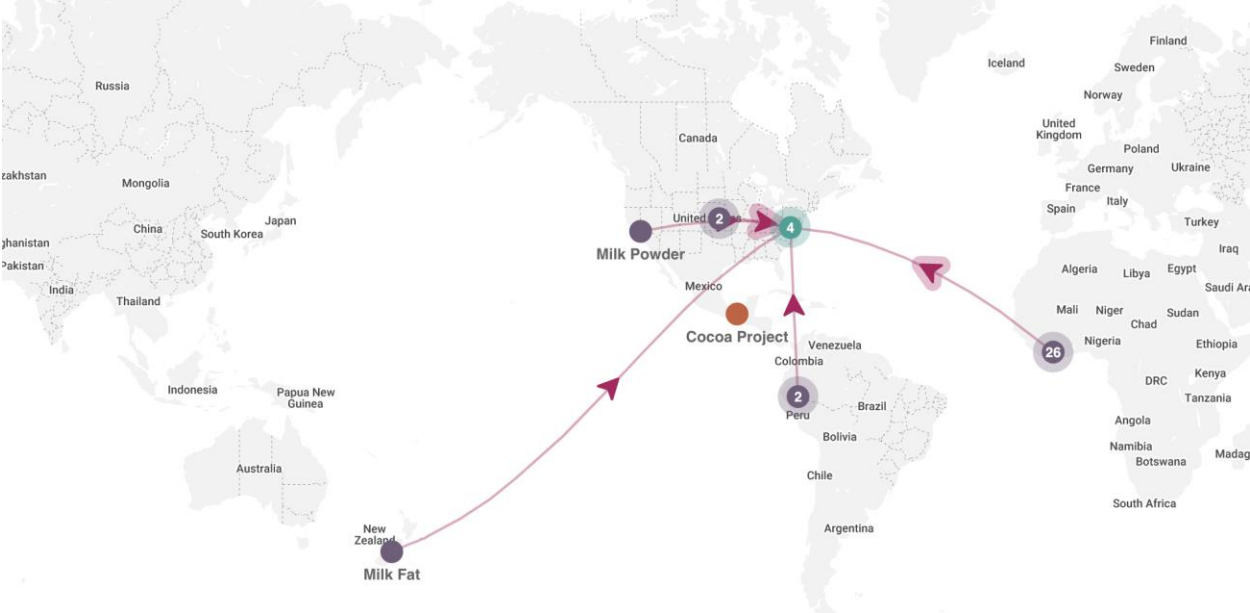 Finland
Iceland
Sweden
Russia
Norway
United
Kingdom
Canada
Poland
Germany
Ukraine
zakhstan
Mongolia
France
Italy
Spain
United
2
4
Japan
China
South Korea
Turkey
ghanistan
Iraq
Milk Powder
Pakistan
Algeria
Libya
Egypt
India
Mexico
Saudi Ara
Thailand
Mali
Niger
Sudan
Chad
Cocoa Project
Nigeria
Ethiopia
Venezuela
26
Colombia
Kenya
DRC
Indonesia
Papua New
Guinea
2
Tanzania
Brazil
Peru
Angola
Bolivia
Namibia
Madag
Botswana
Australia
Chile
South Africa
New
Zealand
Argentina
Milk Fat